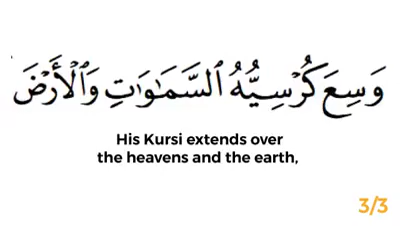 وَسِعَ كُرْسِيُّهُ ٱلسَّمَـٰوَٰتِ وَٱلْأَرْضَ
His Kursi extends over
the heavens and the earth,
3/3